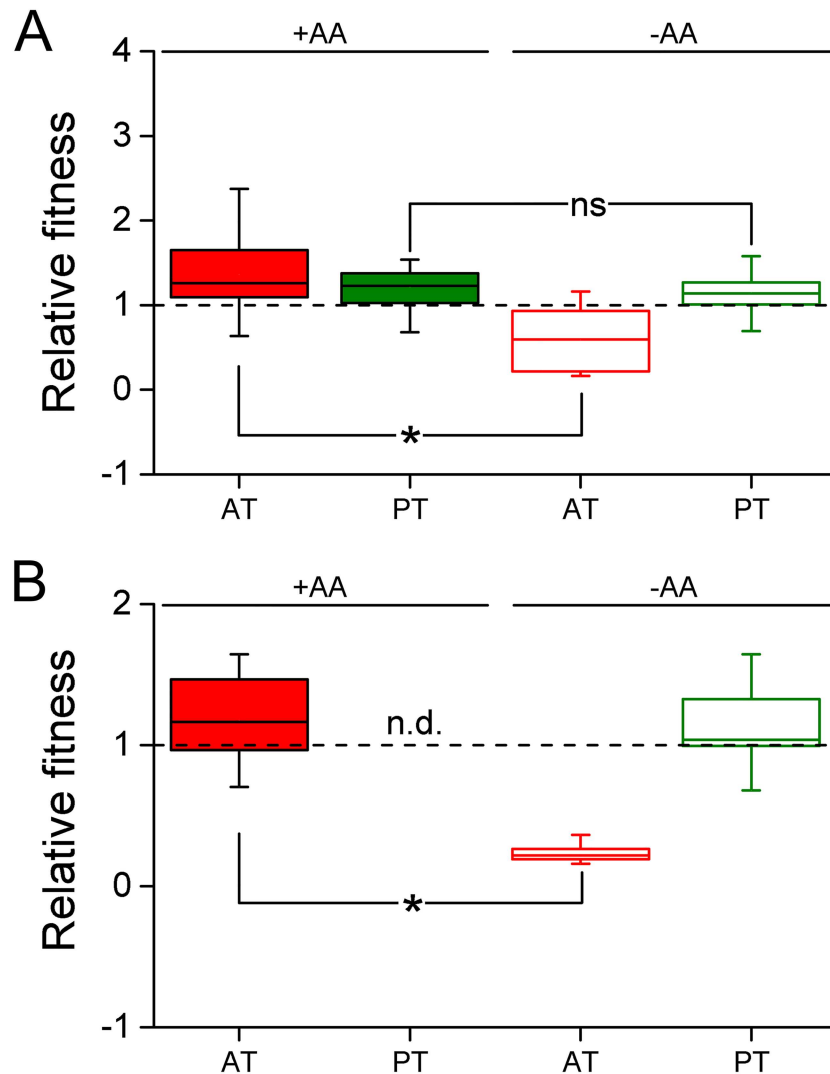 A
+AA -AA
4
3
2
1
0
-1
Relative fitness
ns
*
AT PT AT PT
B
+AA -AA
2
1
0
-1
Relative fitness
n.d.
*
AT PT AT PT